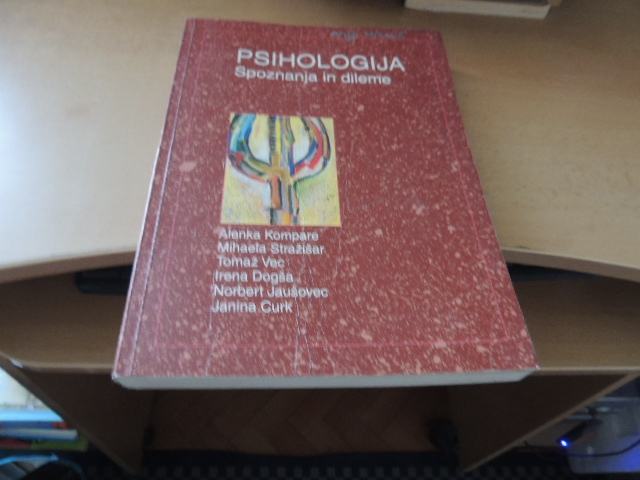 PSIHOLOGIJA
Spoznanja in dileme
Alenka Kompare
Mihaela Stražišar
Tomaž Vec
Irena Dogša
Norbert Jaušovec
Janina Curk